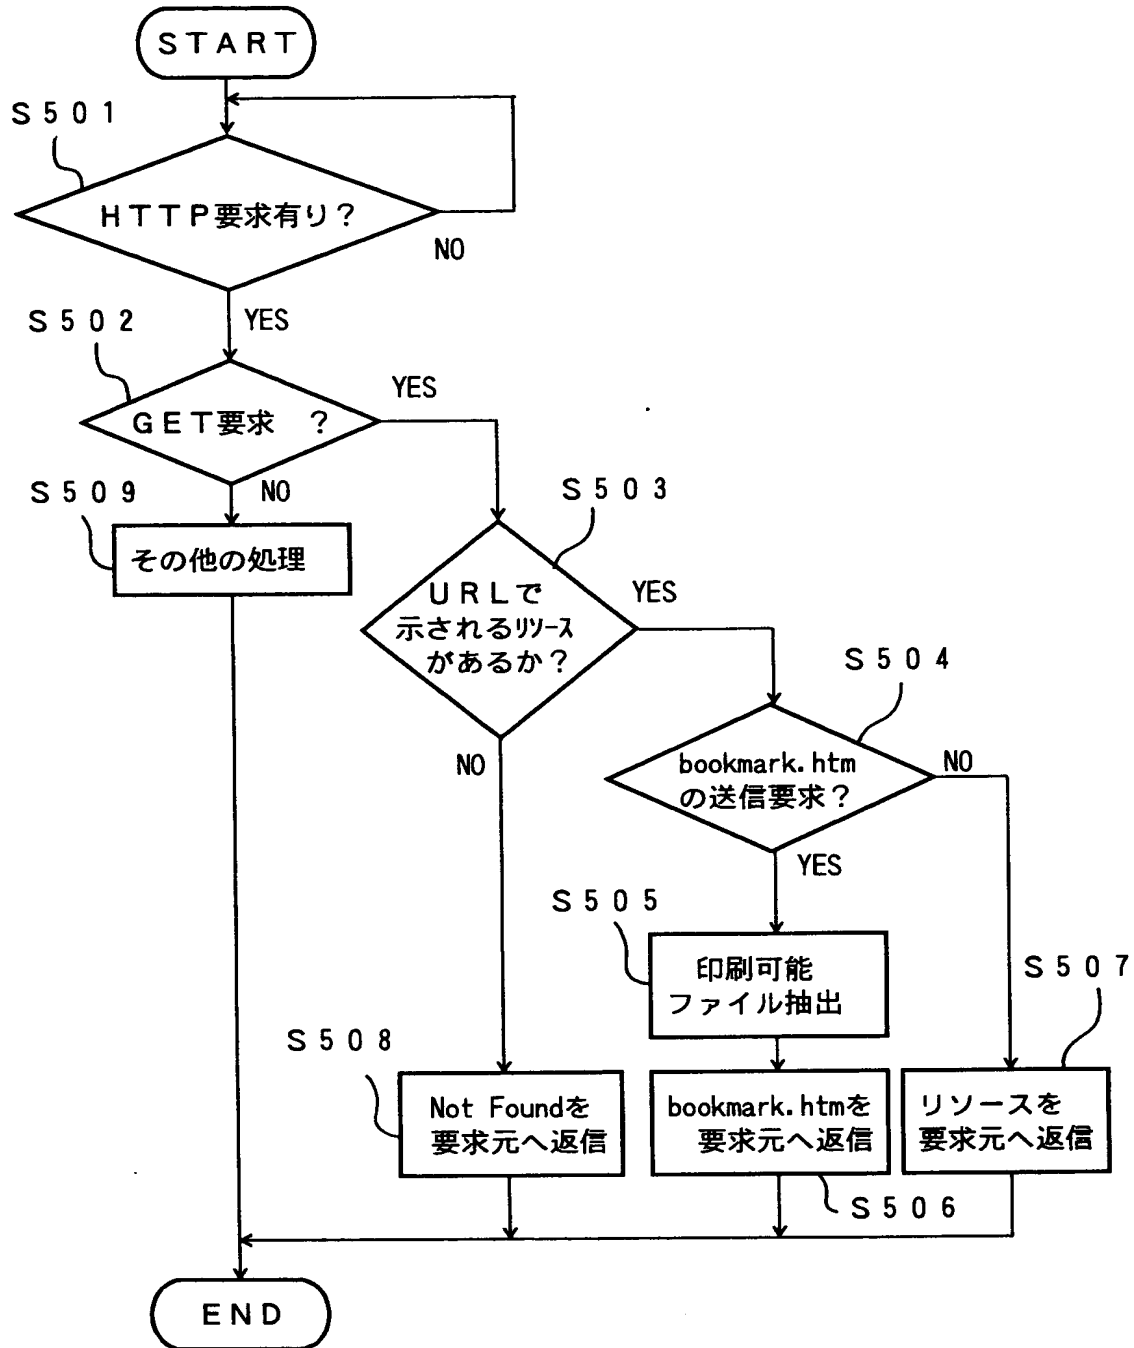 START
S501
HTTP要求有り?
NO
YES
S502
GET要求 ?
YES
NO
S509
その他の処理
S503
URLで
示されるリソース
があるか?
YES
NO
S504
bookmark.htm
の送信要求?
NO
YES
S505
印刷可能
ファイル抽出
S507
S508
Not Foundを
要求元へ返信
bookmark.htmを
要求元へ返信
リソースを
要求元へ返信
S506
END